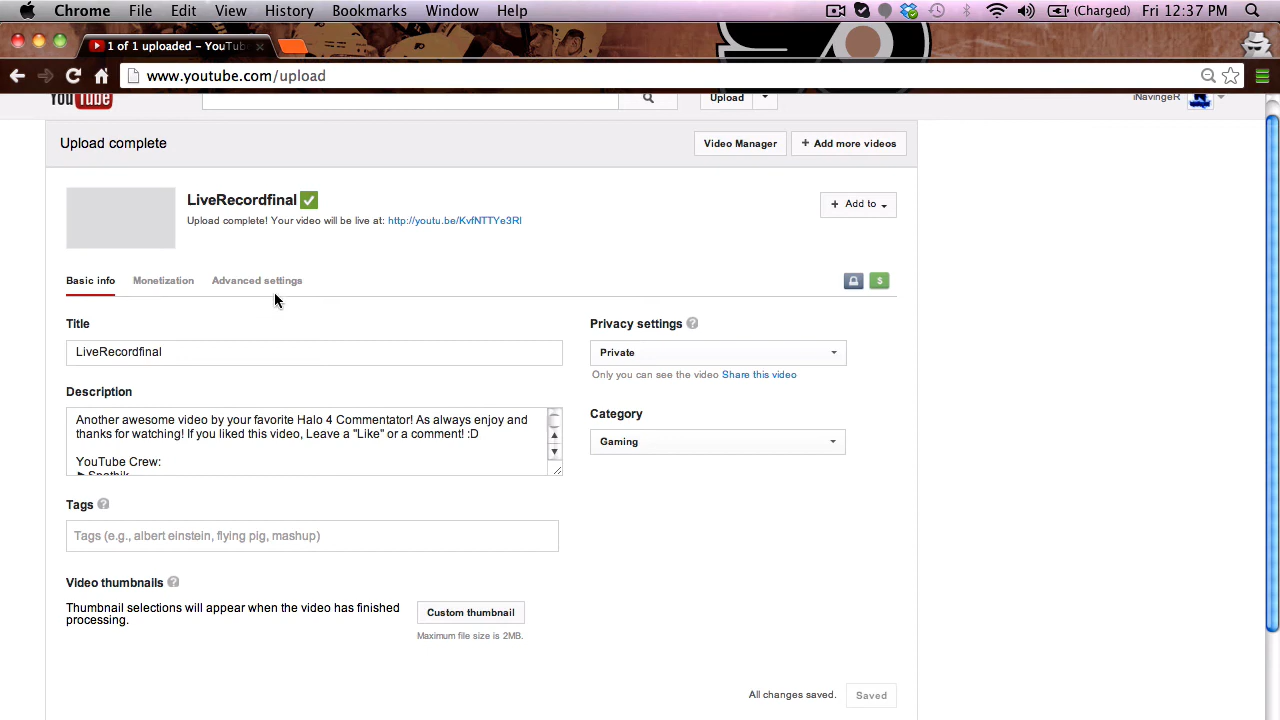 Chrome File Edit View History Bookmarks Window Help (Charged) Fri 12:37 PM
1 of 1 uploaded – YouTube
www.youtube.com/upload
YouTube Upload iNavingeR
Upload complete Video Manager + Add more videos
LiveRecordfinal + Add to
Upload complete! Your video will be live at: http://youtu.be/KvfNTTYe3RI
Basic info Monetization Advanced settings $
Title Privacy settings ?
LiveRecordfinal Private
Only you can see the video Share this video
Description Category
Another awesome video by your favorite Halo 4 Commentator! As always enjoy and
thanks for watching! If you liked this video, Leave a "Like" or a comment! :D
Gaming
YouTube Crew:
► Spathik
Tags ?
Tags (e.g., albert einstein, flying pig, mashup)
Video thumbnails ?
Thumbnail selections will appear when the video has finished
processing.
Custom thumbnail
Maximum file size is 2MB.
All changes saved. Saved